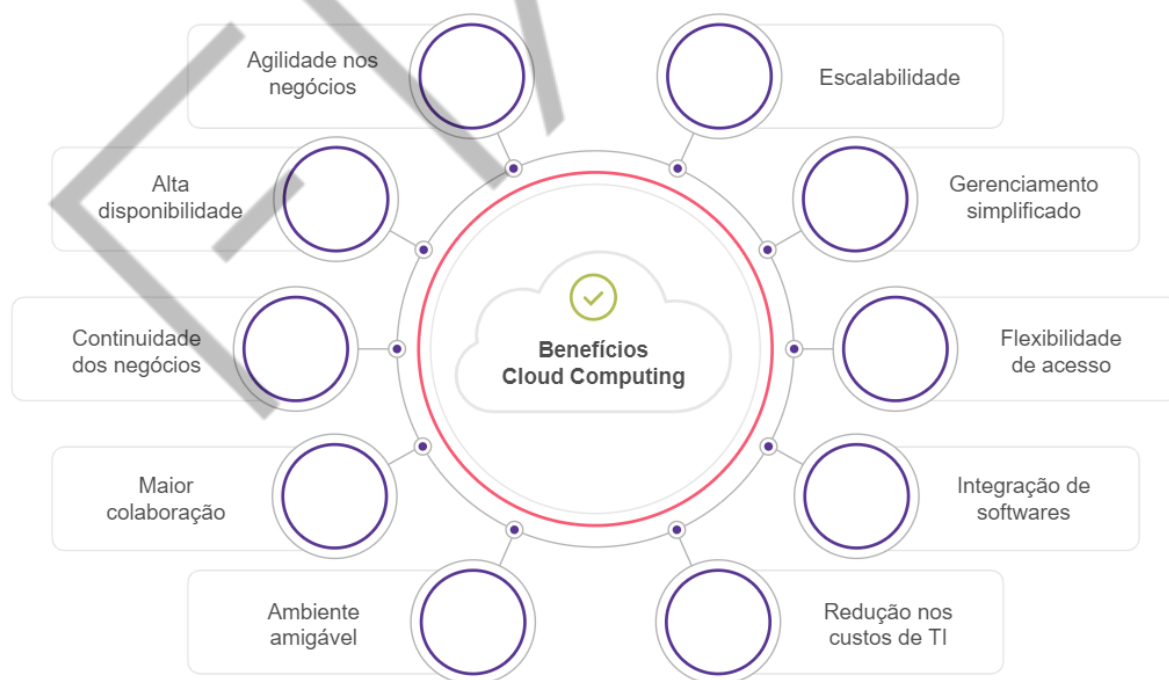 Agilidade nos
negócios
Escalabilidade
Alta
disponibilidade
Gerenciamento
simplificado
Continuidade
dos negócios
Benefícios
Cloud Computing
Flexibilidade
de acesso
Maior
colaboração
Integração de
softwares
Ambiente
amigável
Redução nos
custos de TI